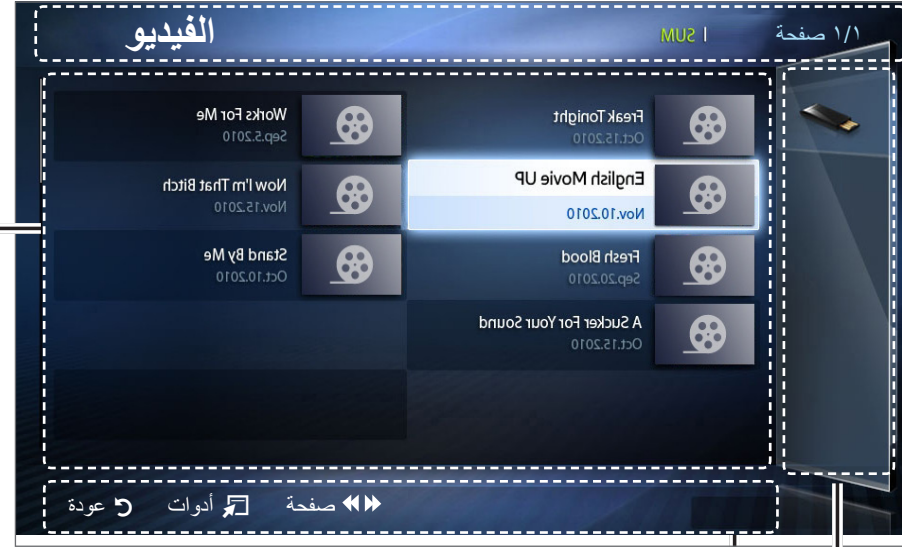 الفيديو
SUM I
١/١ صفحة
Freak Tonight
Oct.15.2010
English Movie UP
Nov.10.2010
Fresh Blood
Sep.20.2010
A Sucker For Your Sound
Oct.15.2010
Works For Me
Sep.5.2010
Now I'm That Bitch
Nov.15.2010
Stand By Me
Oct.10.2010
صفحة أدوات عودة